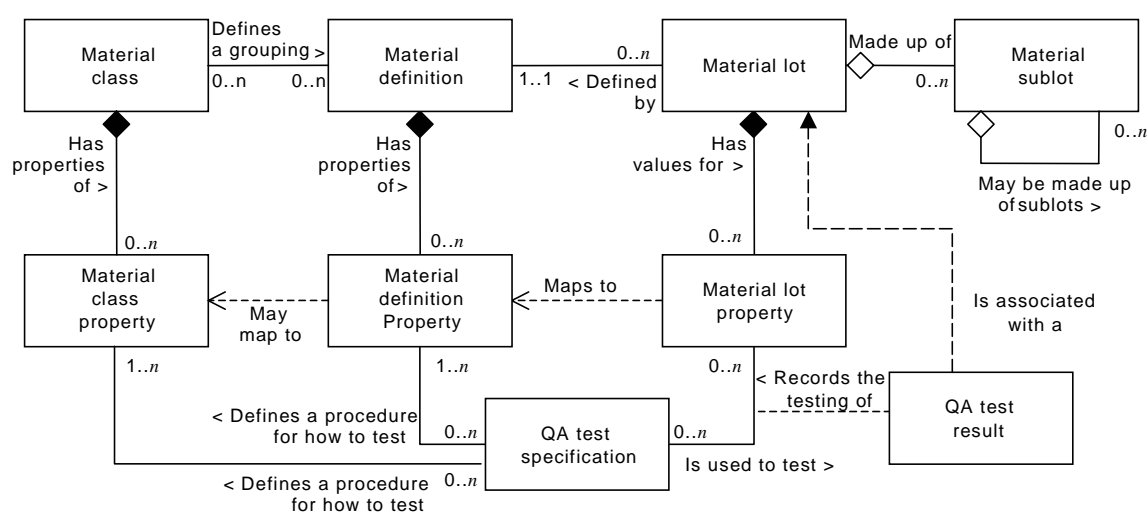 Material
class
Defines
a grouping >
0..n
0..n
Material
definition
1..1
0..n
< Defined
by
Material lot
Made up of
0..n
Material
sublot
0..n
May be made up
of sublots >
Has
properties
of >
0..n
Has
properties
of>
0..n
Has
values for >
0..n
Material
class
property
May
map to
Material
definition
Property
Maps to
Material lot
property
Is associated
with a
1..n
1..n
0..n
< Records the
testing of
QA test
result
< Defines a procedure
for how to test
0..n
QA test
specification
0..n
Is used to test >
0..n
< Defines a procedure
for how to test